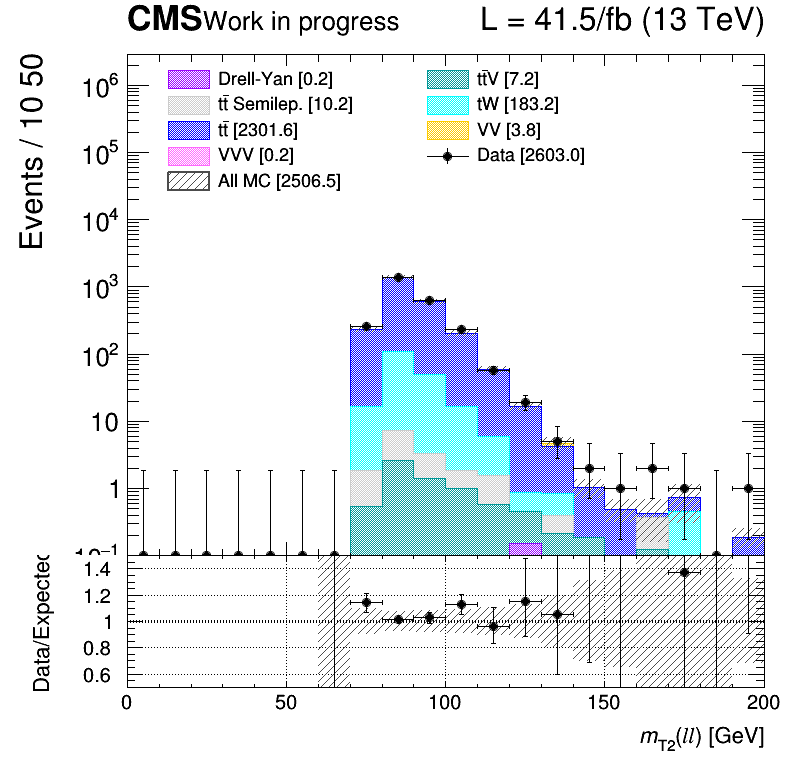 CMS Work in progress L = 41.5/fb (13 TeV)
Events / 10 50
Drell-Yan [0.2]
tt̄ Semilep. [10.2]
tt̄ [2301.6]
VVV [0.2]
All MC [2506.5]
tt̄V [7.2]
tW [183.2]
VV [3.8]
Data [2603.0]
10⁶
10⁵
10⁴
10³
10²
10
1
10⁻¹
Data/Expected
1.4
1.2
1
0.8
0.6
0 50 100 150 200
m_T2(ll) [GeV]